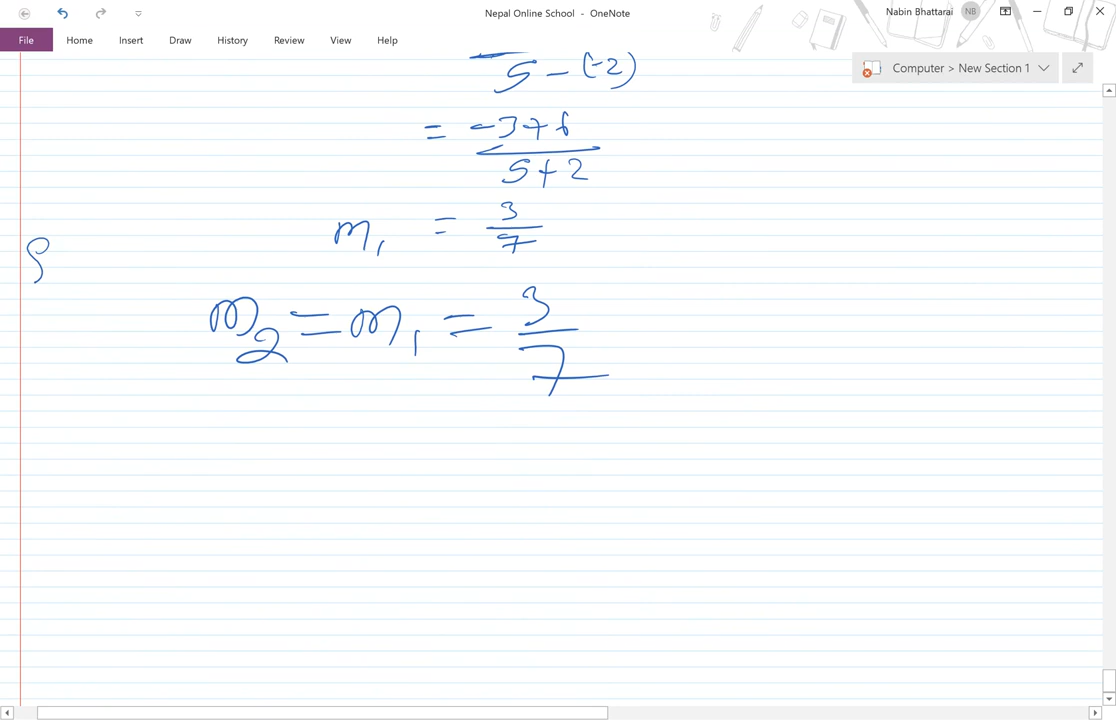 Nepal Online School - OneNote
Nabin Bhattarai NB
File Home Insert Draw History Review View Help
Computer > New Section 1
5 - (-2)
= -3+6
5+2
m₁ = 3/7
m₂ = m₁ = 3/7